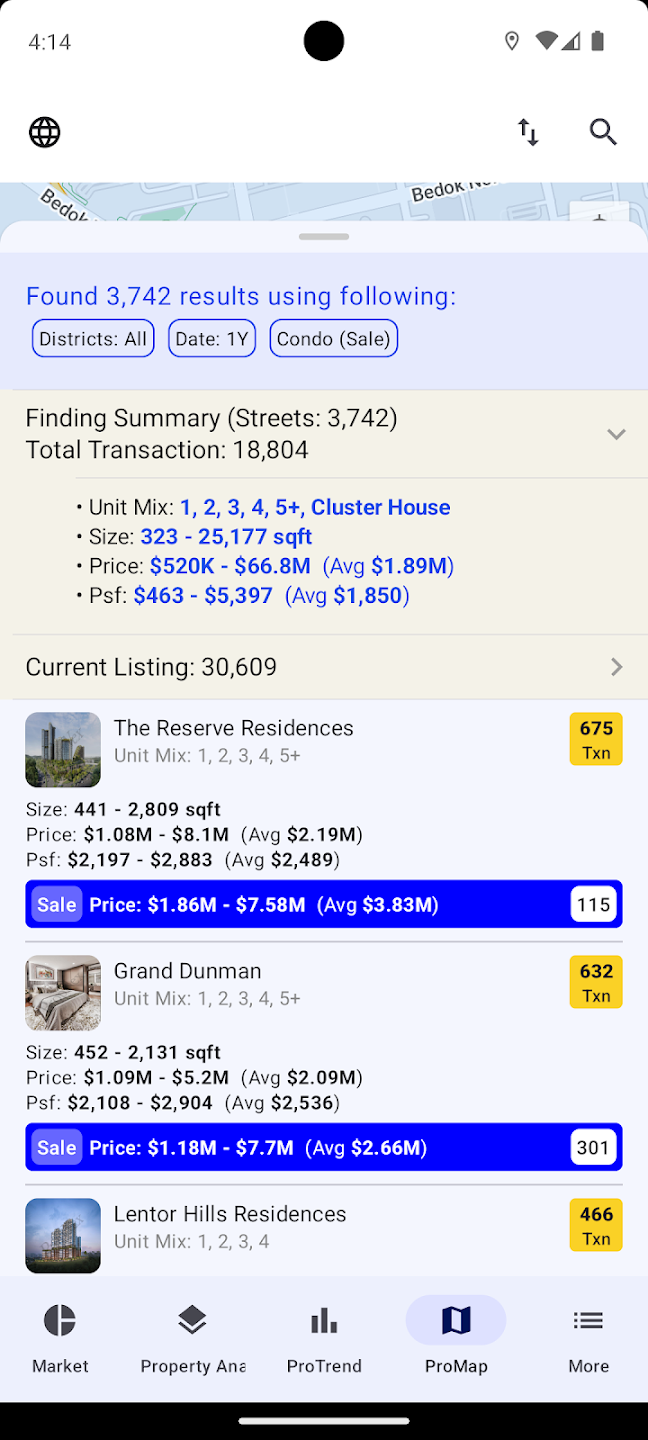 4:14
Bedok
Bedok
Found 3,742 results using following:
Districts: All Date: 1Y Condo (Sale)
Finding Summary (Streets: 3,742)
Total Transaction: 18,804
• Unit Mix: 1, 2, 3, 4, 5+, Cluster House
• Size: 323 - 25,177 sqft
• Price: $520K - $66.8M (Avg $1.89M)
• Psf: $463 - $5,397 (Avg $1,850)
Current Listing: 30,609
The Reserve Residences
675
Unit Mix: 1, 2, 3, 4, 5+
Txn
Size: 441 - 2,809 sqft
Price: $1.08M - $8.1M (Avg $2.19M)
Psf: $2,197 - $2,883 (Avg $2,489)
Sale Price: $1.86M - $7.58M (Avg $3.83M) 115
Grand Dunman
632
Unit Mix: 1, 2, 3, 4, 5+
Txn
Size: 452 - 2,131 sqft
Price: $1.09M - $5.2M (Avg $2.09M)
Psf: $2,108 - $2,904 (Avg $2,536)
Sale Price: $1.18M - $7.7M (Avg $2.66M) 301
Lentor Hills Residences
466
Unit Mix: 1, 2, 3, 4
Txn
Market Property Ana ProTrend ProMap More